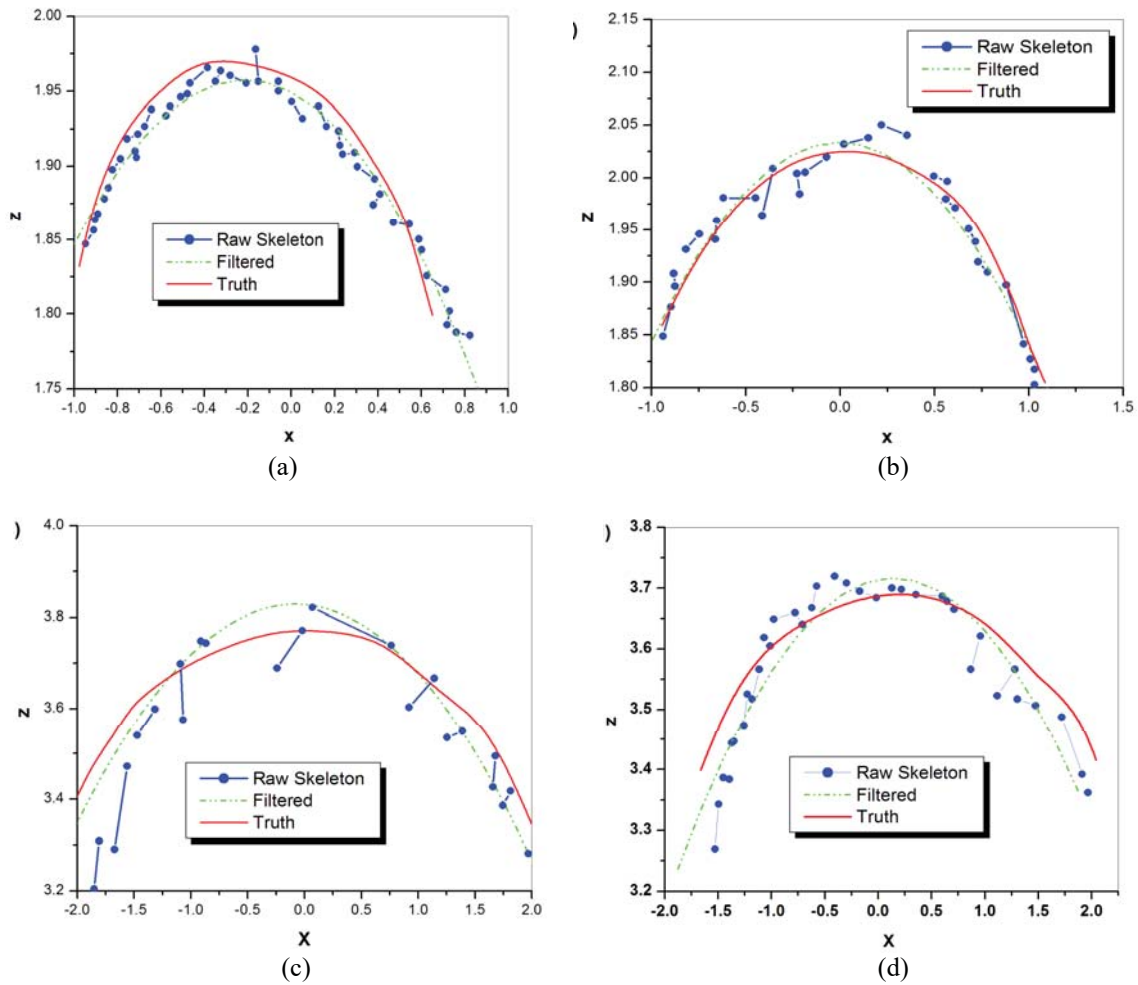 2.00
1.95
1.90
1.85
1.80
1.75
z
Raw Skeleton
Filtered
Truth
-1.0 -0.8 -0.6 -0.4 -0.2 0.0 0.2 0.4 0.6 0.8 1.0
x
(a)
)
2.15
2.10
2.05
2.00
1.95
1.90
1.85
1.80
z
Raw Skeleton
Filtered
Truth
-1.0 -0.5 0.0 0.5 1.0 1.5
x
(b)
)
4.0
3.8
3.6
3.4
3.2
z
Raw Skeleton
Filtered
Truth
-2.0 -1.5 -1.0 -0.5 0.0 0.5 1.0 1.5 2.0
X
(c)
)
3.8
3.7
3.6
3.5
3.4
3.3
3.2
z
Raw Skeleton
Filtered
Truth
-2.0 -1.5 -1.0 -0.5 0.0 0.5 1.0 1.5 2.0
X
(d)